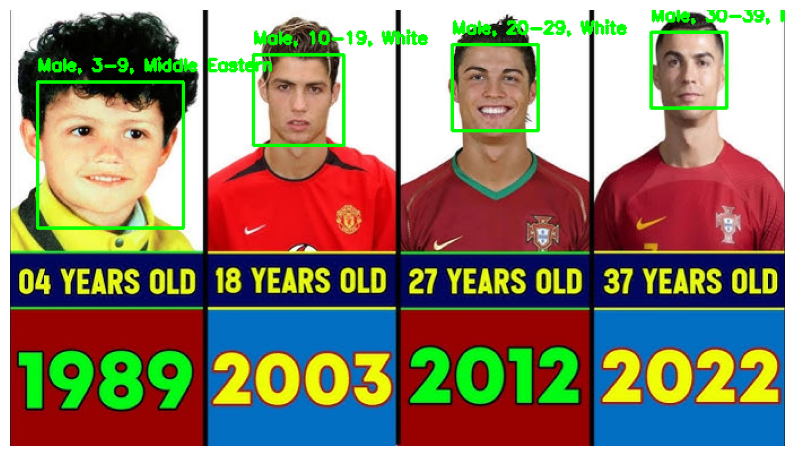 Male, 3-9, Middle Eastern
Male, 10-19, White
Male, 20-29, White
Male, 30-39,
04 YEARS OLD
18 YEARS OLD
27 YEARS OLD
37 YEARS OLD
1989
2003
2012
2022